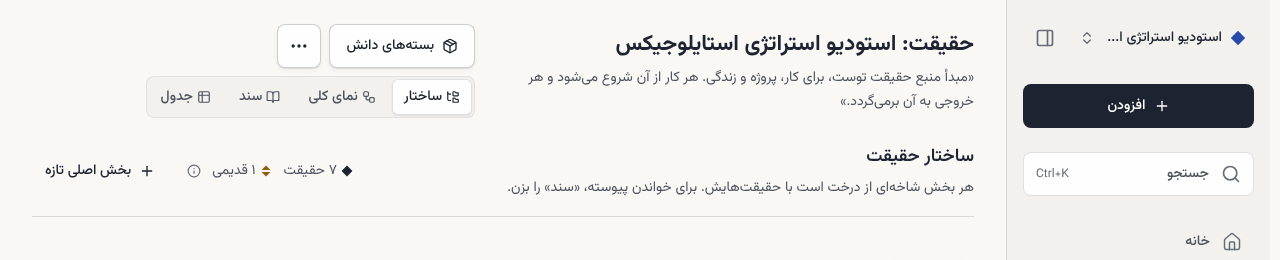 استودیو استراتژی ا...
افزودن
جستجو
Ctrl+K
خانه
حقیقت: استودیو استراتژی استایلوجیکس
«مبدأ منبع حقیقت توست، برای کار، پروژه و زندگی. هر کار از آن شروع می‌شود و هر
خروجی به آن برمی‌گردد.»
بسته‌های دانش
ساختار
نمای کلی
سند
جدول
ساختار حقیقت
هر بخش شاخه‌ای از درخت است با حقیقت‌هایش. برای خواندن پیوسته، «سند» را بزن.
۷ حقیقت
۱ قدیمی
بخش اصلی تازه